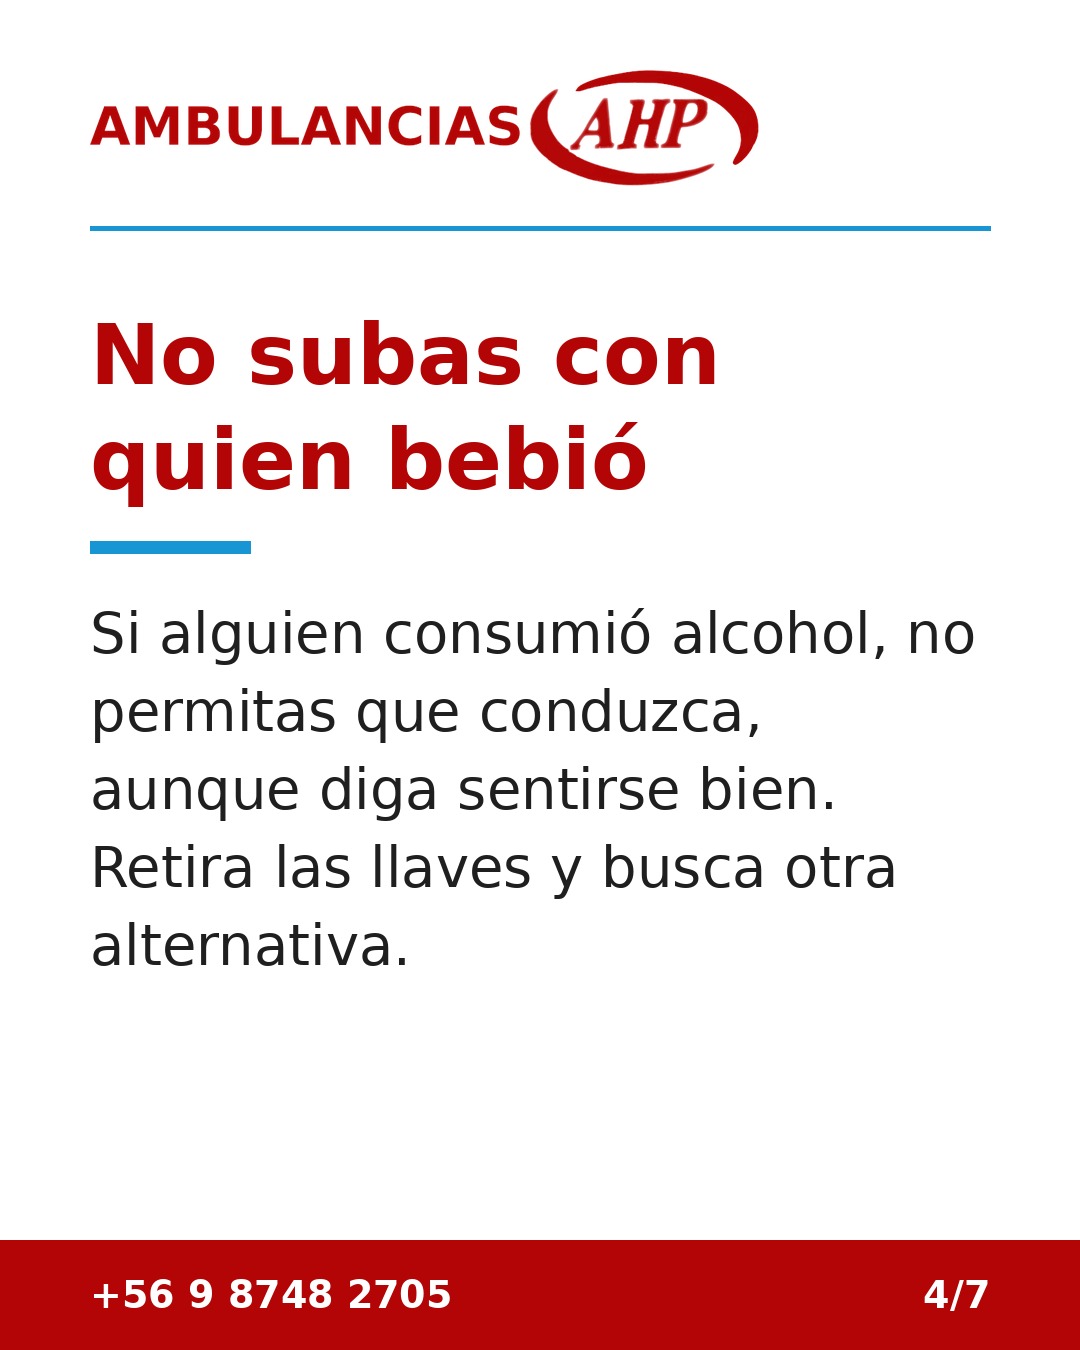 AMBULANCIAS AHP
No subas con
quien bebió
Si alguien consumió alcohol, no
permitas que conduzca,
aunque diga sentirse bien.
Retira las llaves y busca otra
alternativa.
+56 9 8748 2705 4/7